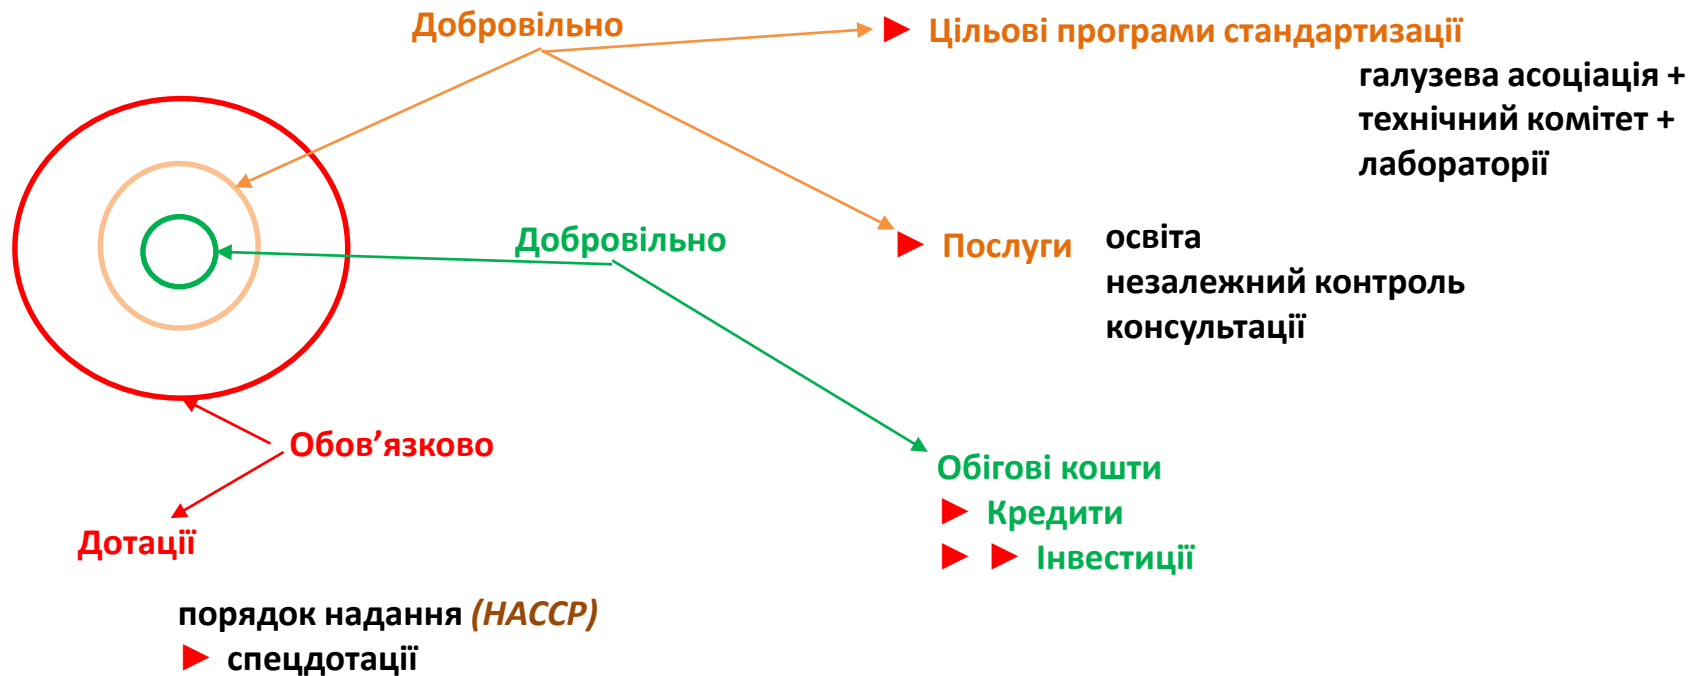 Добровільно
► Цільові програми стандартизації
галузева асоціація +
технічний комітет +
лабораторії
Добровільно
► Послуги
освіта
незалежний контроль
консультації
Обов’язково
Обігові кошти
► Кредити
► ► Інвестиції
Дотації
порядок надання (НАССР)
► спецдотації